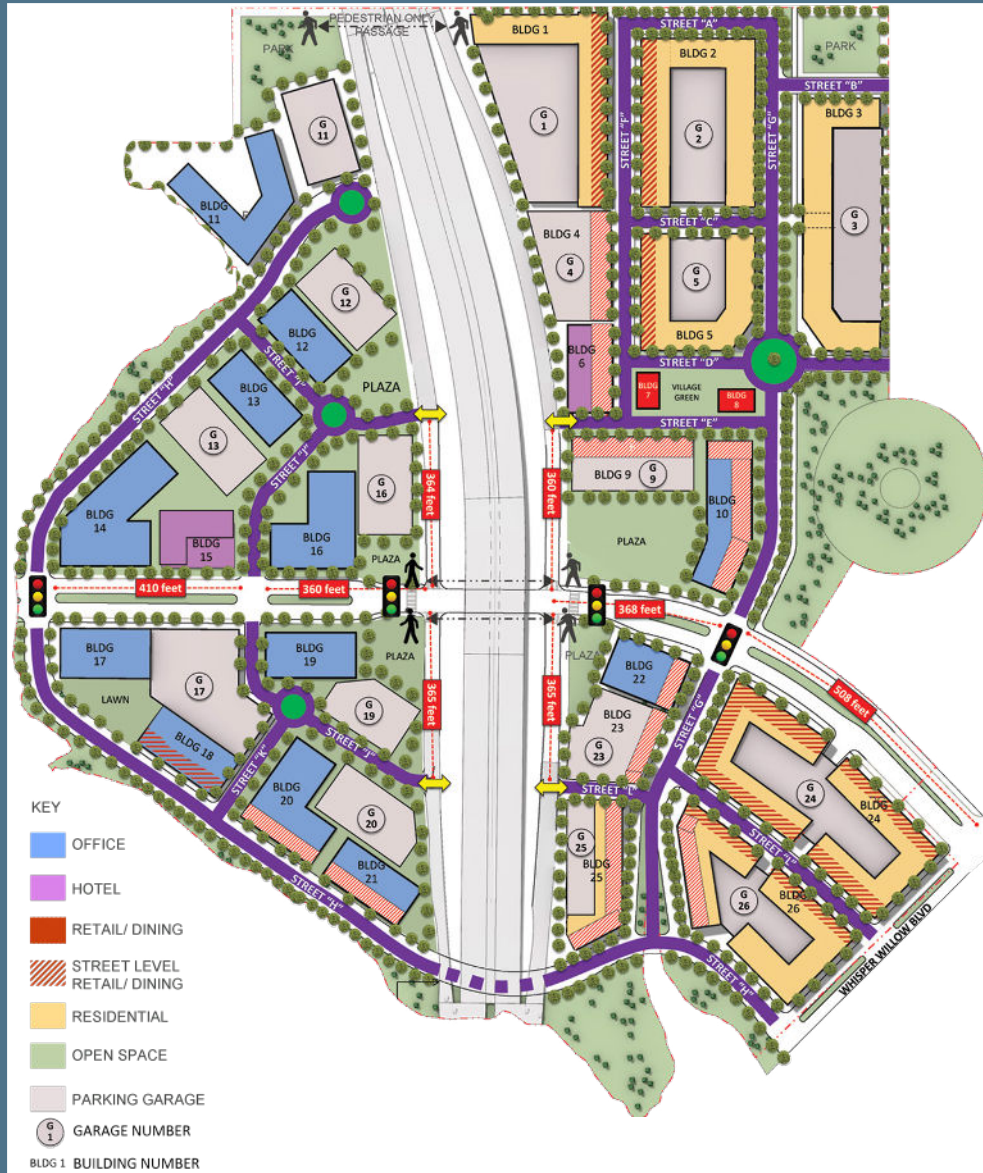 PEDESTRIAN ONLY
PASSAGE
PARK
BLDG 1
STREET "A"
PARK
BLDG 2
STREET "B"
BLDG 3
G
11
G
1
G
2
STREET "F"
STREET "G"
BLDG
11
STREET "C"
G
3
BLDG 4
G
4
G
5
G
12
BLDG
12
BLDG
6
BLDG 5
STREET "D"
STREET "H"
STREET "I"
BLDG
13
PLAZA
BLDG
7
VILLAGE
GREEN
BLDG
8
STREET "E"
G
13
STREET "J"
G
16
364 feet
360 feet
BLDG 9
G
9
BLDG
10
BLDG
14
BLDG
15
BLDG
16
PLAZA
PLAZA
410 feet
360 feet
368 feet
BLDG
17
BLDG
19
PLAZA
PLAZA
BLDG
22
508 feet
LAWN
G
17
365 feet
365 feet
BLDG 18
G
19
BLDG
23
G
23
STREET "G"
STREET "K"
STREET "J"
BLDG
20
G
20
STREET "L"
G
24
BLDG
24
G
25
BLDG
25
STREET "L"
BLDG
21
BLDG
26
G
26
STREET "H"
STREET "H"
WHISPER WILLOW BLVD
KEY
OFFICE
HOTEL
RETAIL/ DINING
STREET LEVEL
RETAIL/ DINING
RESIDENTIAL
OPEN SPACE
PARKING GARAGE
G
1
GARAGE NUMBER
BLDG 1 BUILDING NUMBER